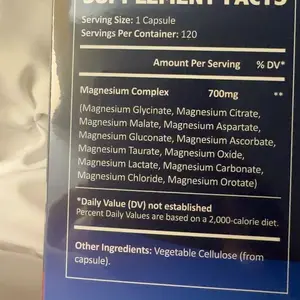 SUPPLEMENT FACTS
Serving Size: 1 Capsule
Servings Per Container: 120
Amount Per Serving % DV*
Magnesium Complex 700mg **
(Magnesium Glycinate, Magnesium Citrate,
Magnesium Malate, Magnesium Aspartate,
Magnesium Gluconate, Magnesium Ascorbate,
Magnesium Taurate, Magnesium Oxide,
Magnesium Lactate, Magnesium Carbonate,
Magnesium Chloride, Magnesium Orotate)
*Daily Value (DV) not established
Percent Daily Values are based on a 2,000-calorie diet.
Other Ingredients: Vegetable Cellulose (from
capsule).